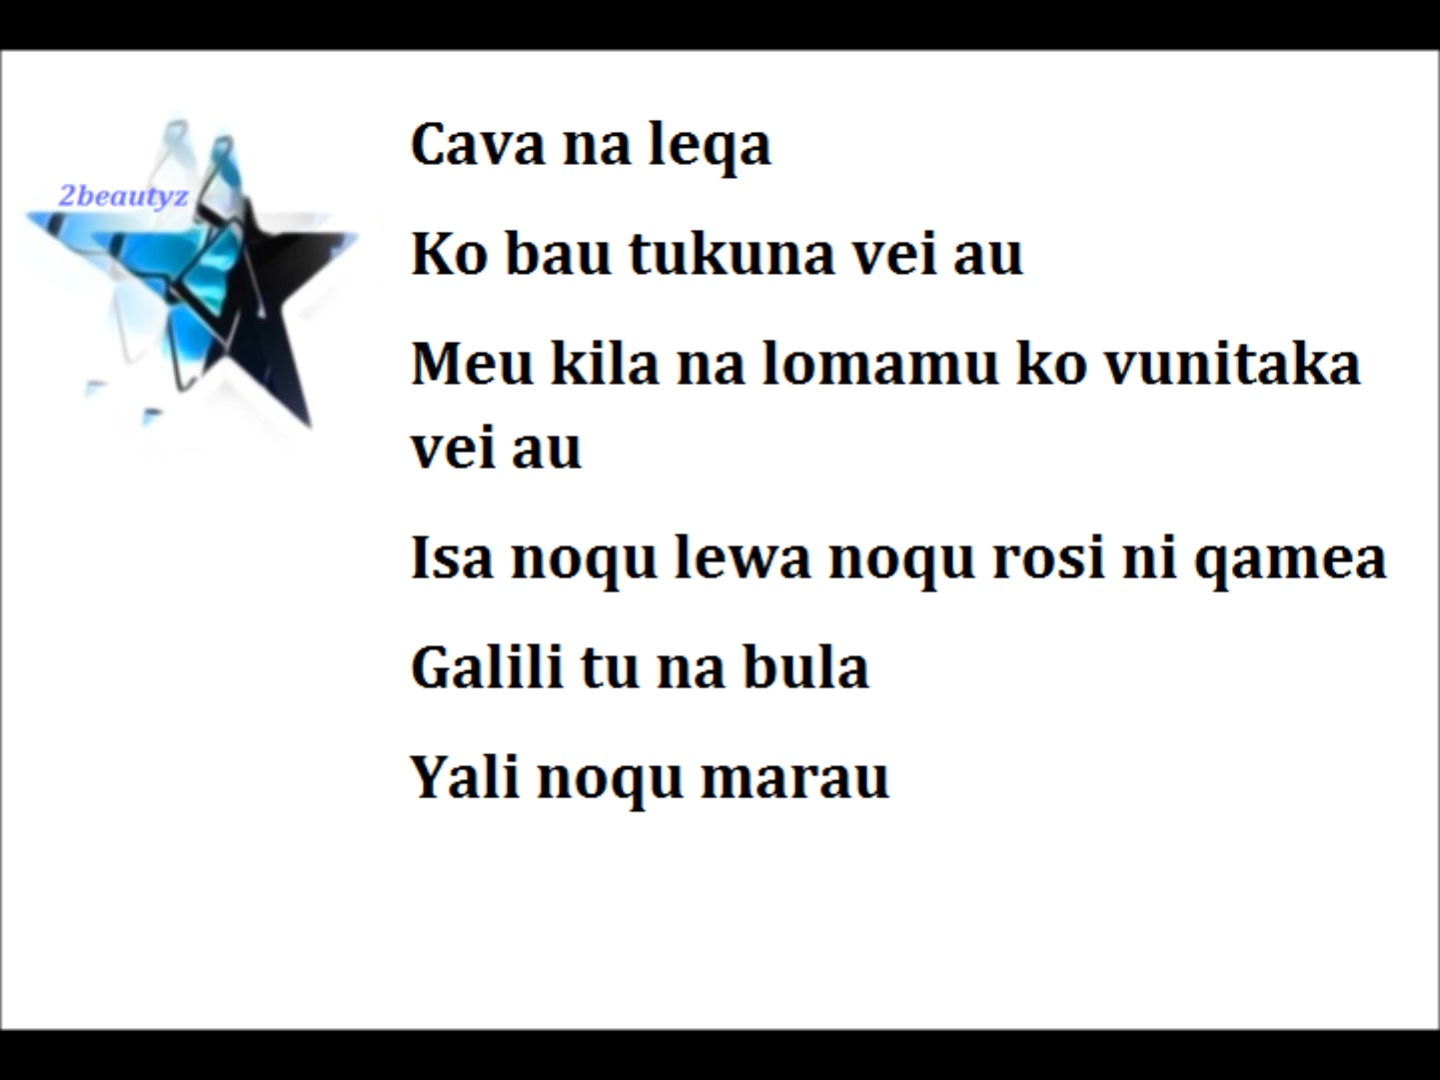 2beautyz
Cava na leqa
Ko bau tukuna vei au
Meu kila na lomamu ko vunitaka
vei au
Isa noqu lewa noqu rosi ni qamea
Galili tu na bula
Yali noqu marau